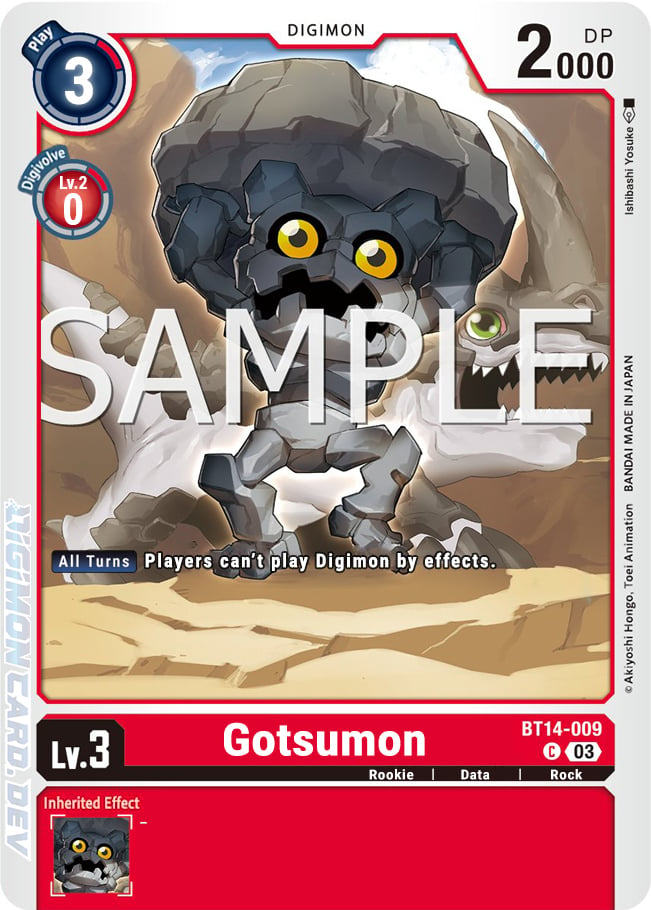 DIGIMON
Play
3
2000
DP
Digivolve
Lv.2
0
Ishibashi Yosuke
SAMPLE
BANDAI MADE IN JAPAN
© Akiyoshi Hongo, Toei Animation
All Turns Players can't play Digimon by effects.
DIGIMONCARD.DEV
Lv.3
Gotsumon
BT14-009
C 03
Rookie | Data | Rock
Inherited Effect
-